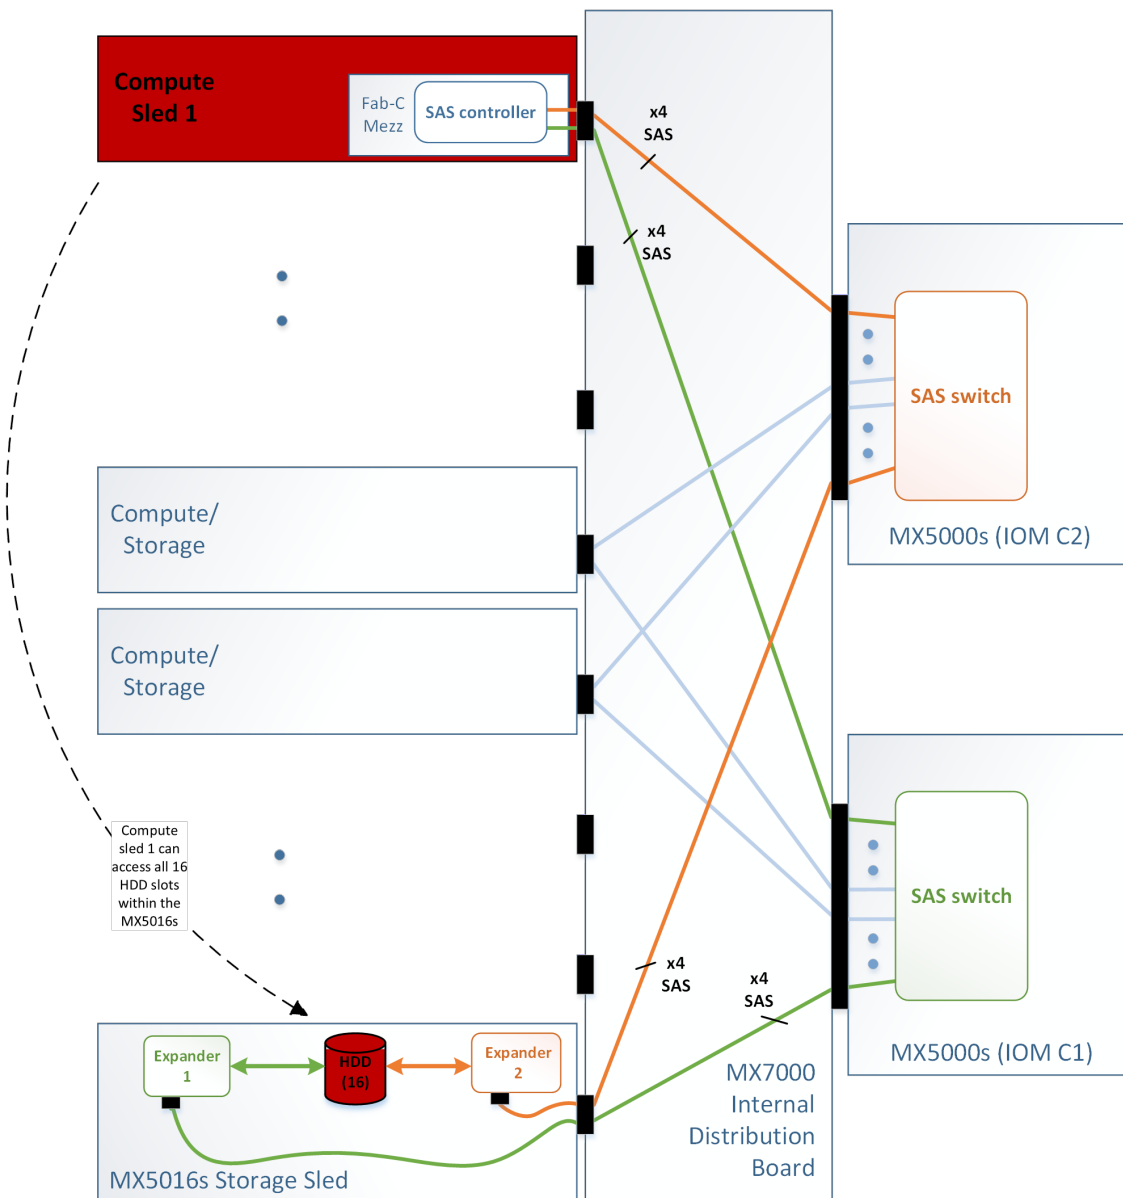 Compute
Sled 1
Fab-C
Mezz
SAS controller
x4
SAS
x4
SAS
SAS switch
MX5000s (IOM C2)
Compute/
Storage
Compute/
Storage
Compute
sled 1 can
access all 16
HDD slots
within the
MX5016s
SAS switch
MX5000s (IOM C1)
x4
SAS
x4
SAS
Expander
1
HDD
(16)
Expander
2
MX5016s Storage Sled
MX7000
Internal
Distribution
Board